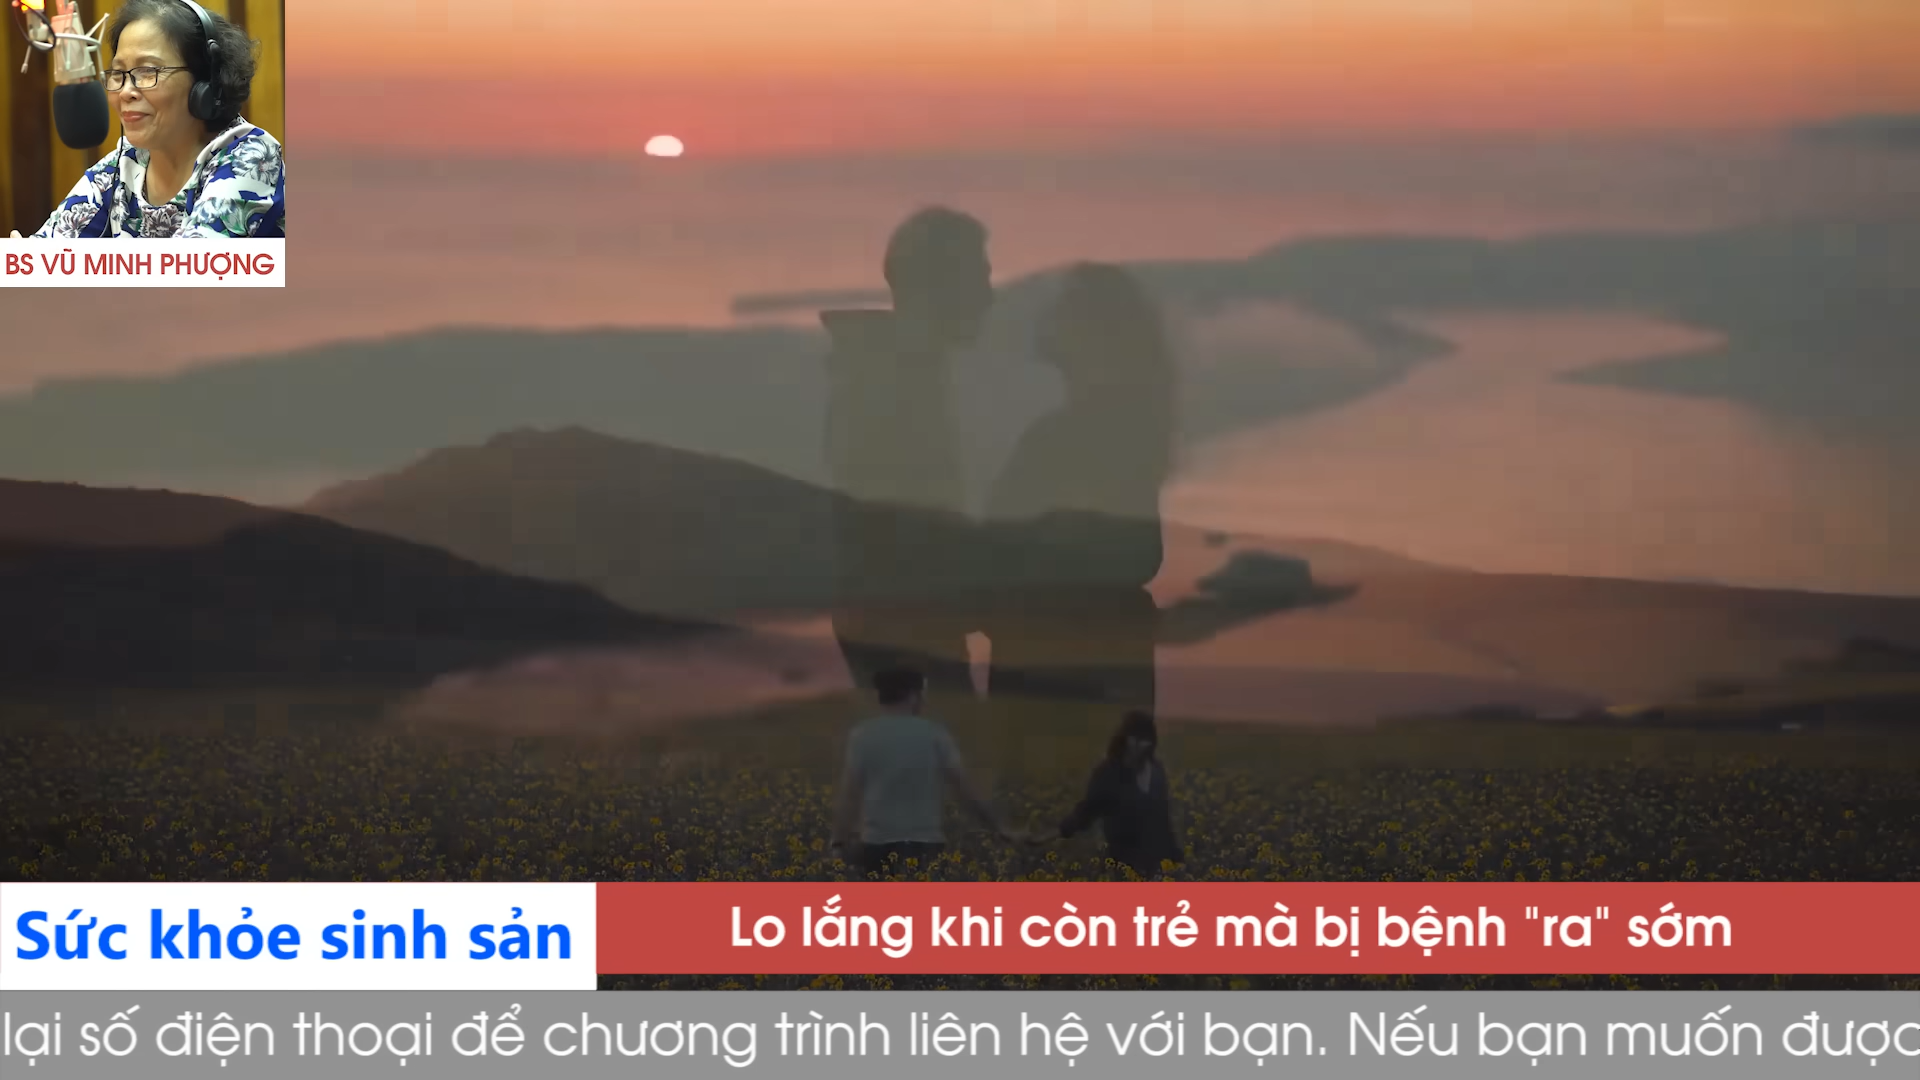 BS VŨ MINH PHƯỢNG
Sức khỏe sinh sản
Lo lắng khi còn trẻ mà bị bệnh "ra" sớm
lại số điện thoại để chương trình liên hệ với bạn. Nếu bạn muốn được